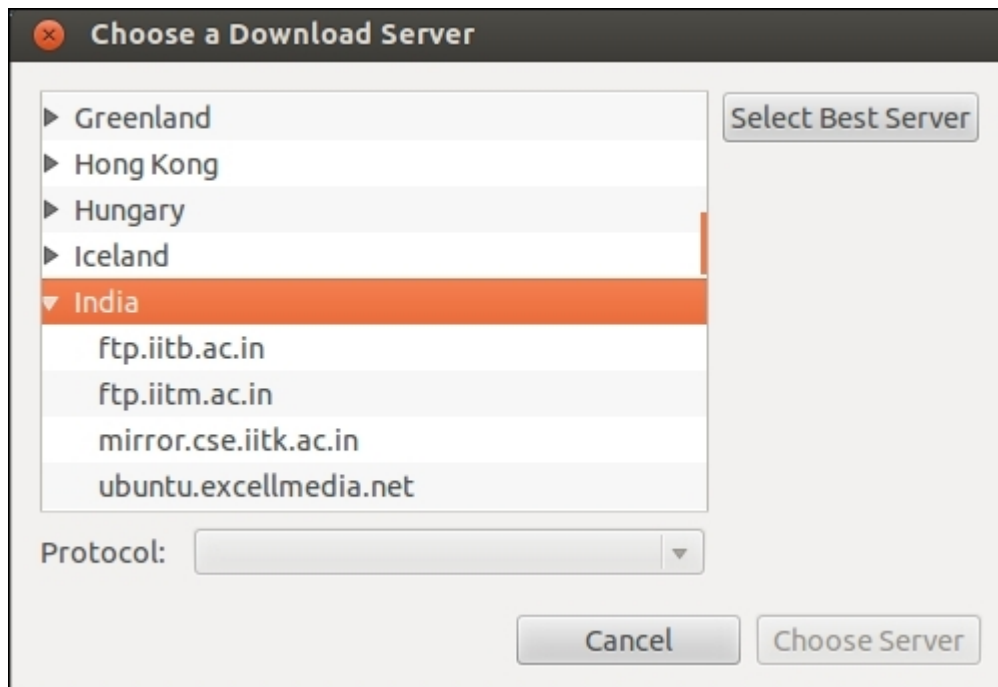 Choose a Download Server
Greenland
Select Best Server
Hong Kong
Hungary
Iceland
India
ftp.iitb.ac.in
ftp.iitm.ac.in
mirror.cse.iitk.ac.in
ubuntu.excellmedia.net
Protocol:
Cancel
Choose Server